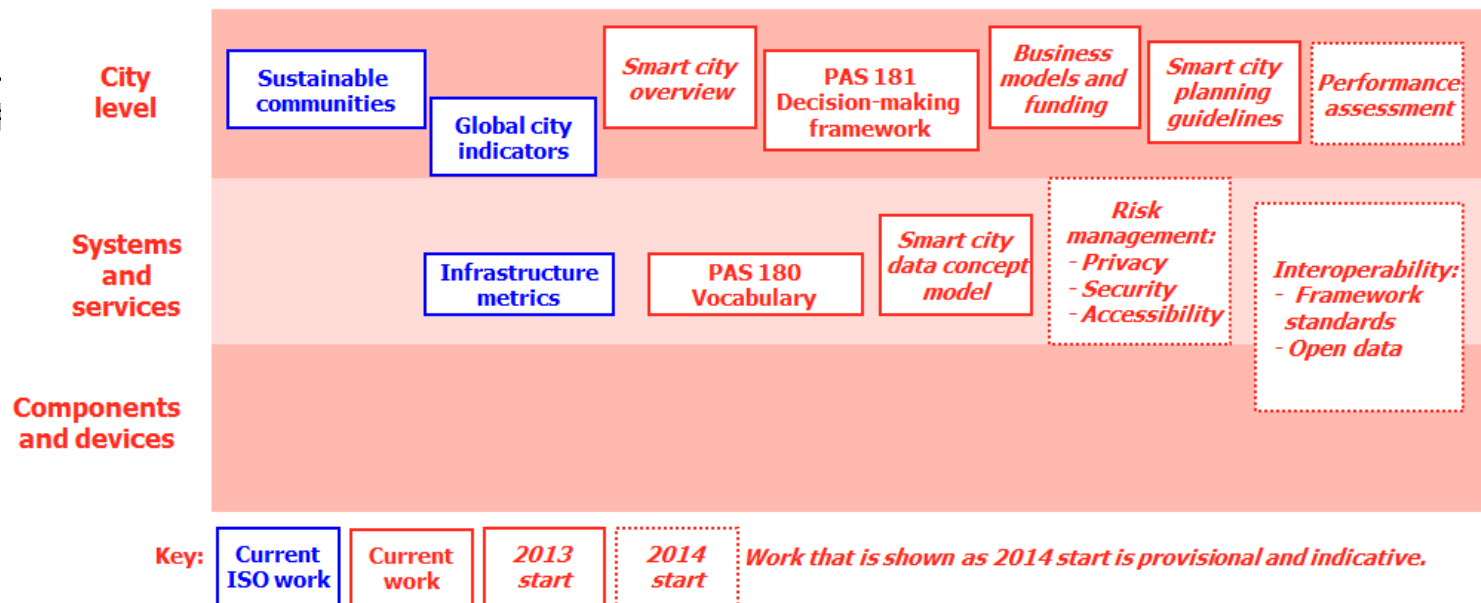 City
level
Sustainable
communities
Global city
indicators
Smart city
overview
PAS 181
Decision-making
framework
Business
models and
funding
Smart city
planning
guidelines
Performance
assessment
Systems
and
services
Infrastructure
metrics
PAS 180
Vocabulary
Smart city
data concept
model
Risk
management:
- Privacy
- Security
- Accessibility
Interoperability:
- Framework
standards
- Open data
Components
and devices
Key:
Current
ISO work
Current
work
2013
start
2014
start
Work that is shown as 2014 start is provisional and indicative.